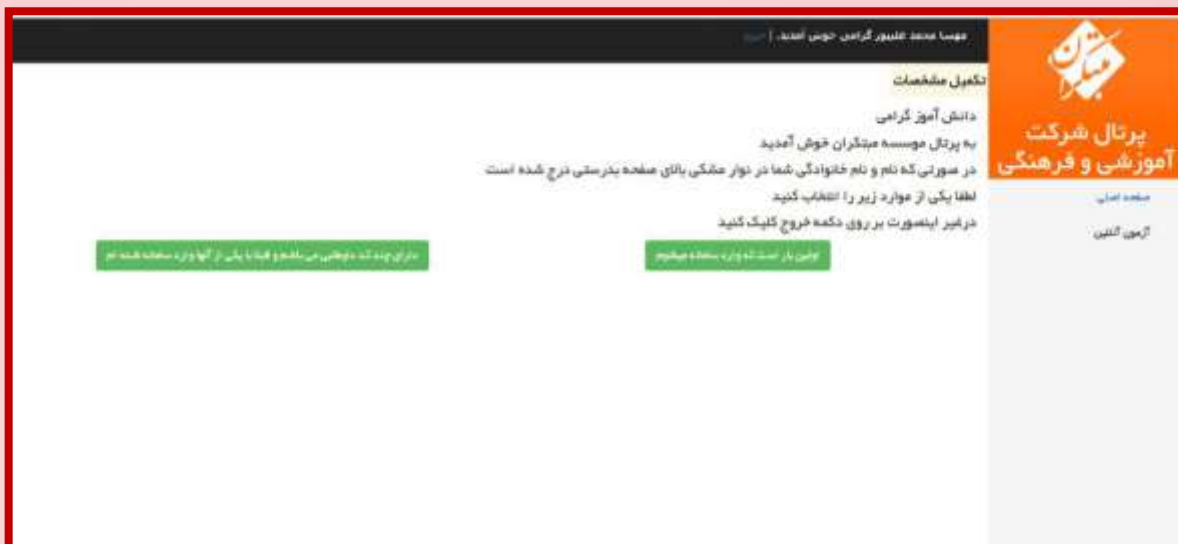 مهسا محمد علیپور گرامی خوش آمدید. | خروج
مبتکران
پرتال شرکت
آموزشی و فرهنگی
صفحه اصلی
آزمون آنلاین
تکمیل مشخصات
دانش آموز گرامی
به پرتال موسسه مبتکران خوش آمدید
در صورتی که نام و نام خانوادگی شما در نوار مشکی بالای صفحه بدرستی درج شده است
لطفا یکی از موارد زیر را انتخاب کنید
درغیر اینصورت بر روی دکمه خروج کلیک کنید
اولین بار است که وارد سامانه میشوم
دارای چند کد داوطلبی می باشم و قبلا با یکی از آنها وارد سامانه شده ام